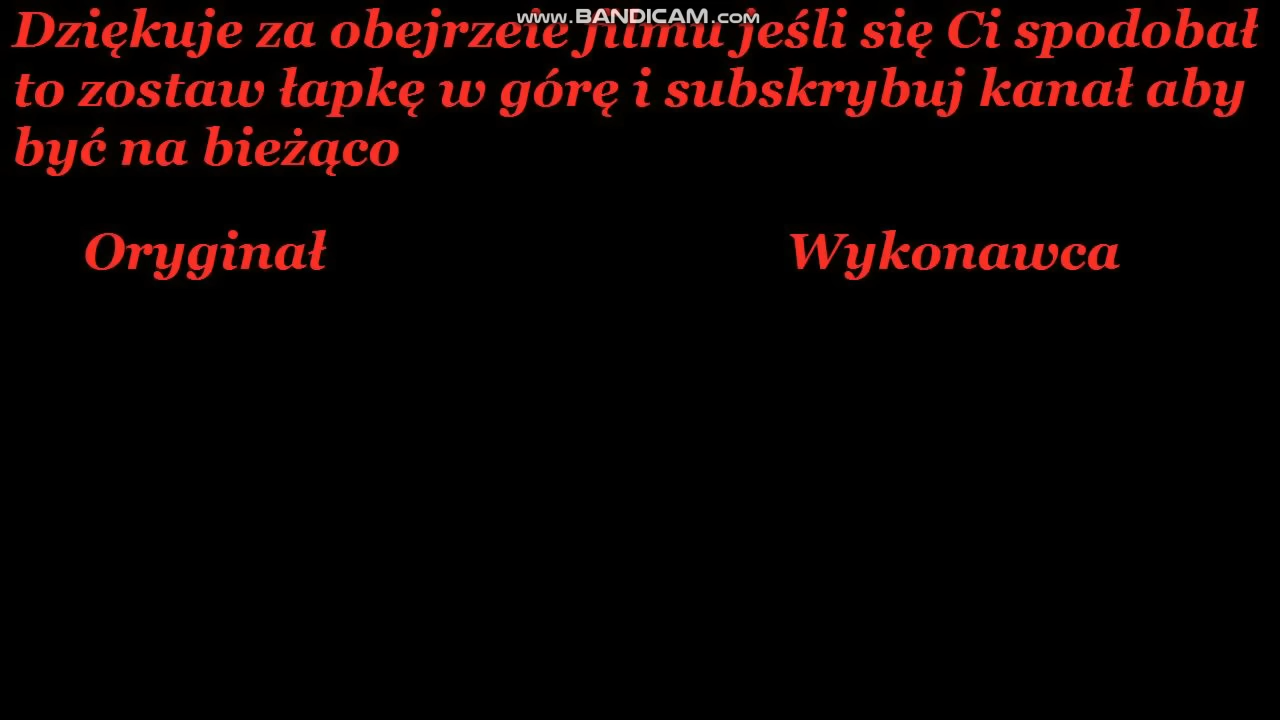 www.BANDICAM.com
Dziękuje za obejrzeie filmu jeśli się Ci spodobał
to zostaw łapkę w górę i subskrybuj kanał aby
być na bieżąco
Oryginał
Wykonawca